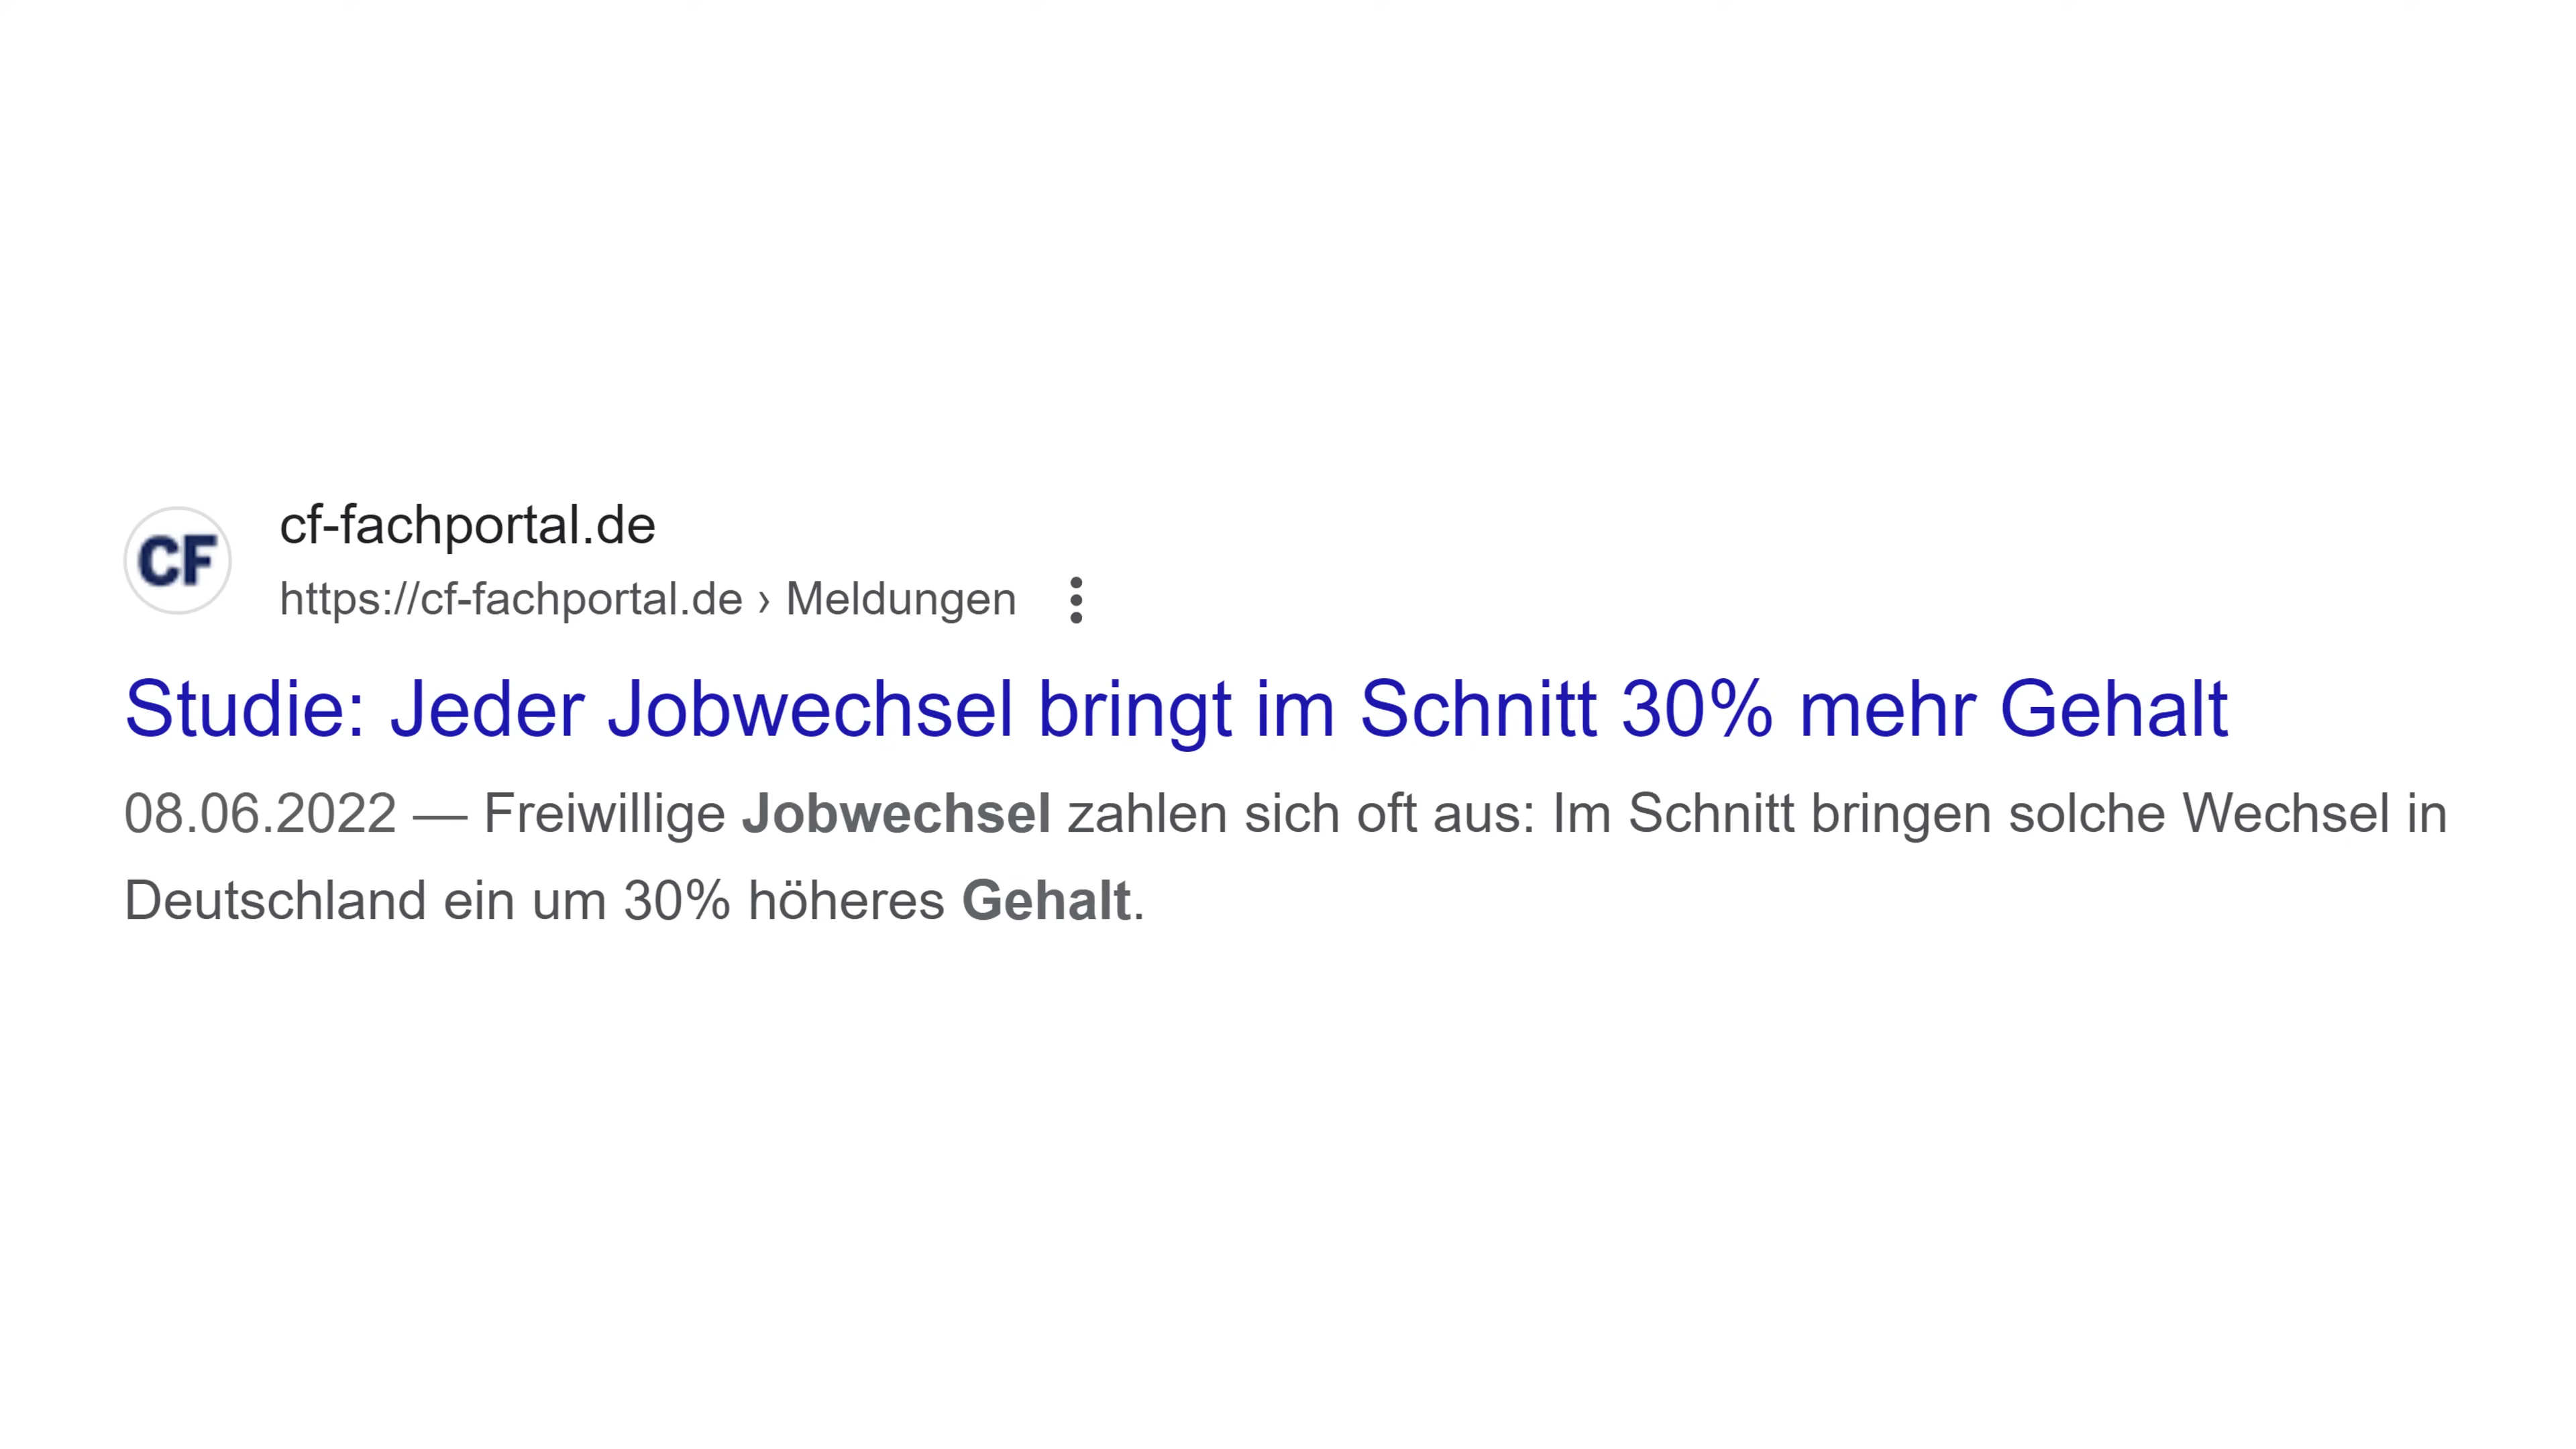 CF
cf-fachportal.de
https://cf-fachportal.de › Meldungen
Studie: Jeder Jobwechsel bringt im Schnitt 30% mehr Gehalt
08.06.2022 — Freiwillige Jobwechsel zahlen sich oft aus: Im Schnitt bringen solche Wechsel in
Deutschland ein um 30% höheres Gehalt.